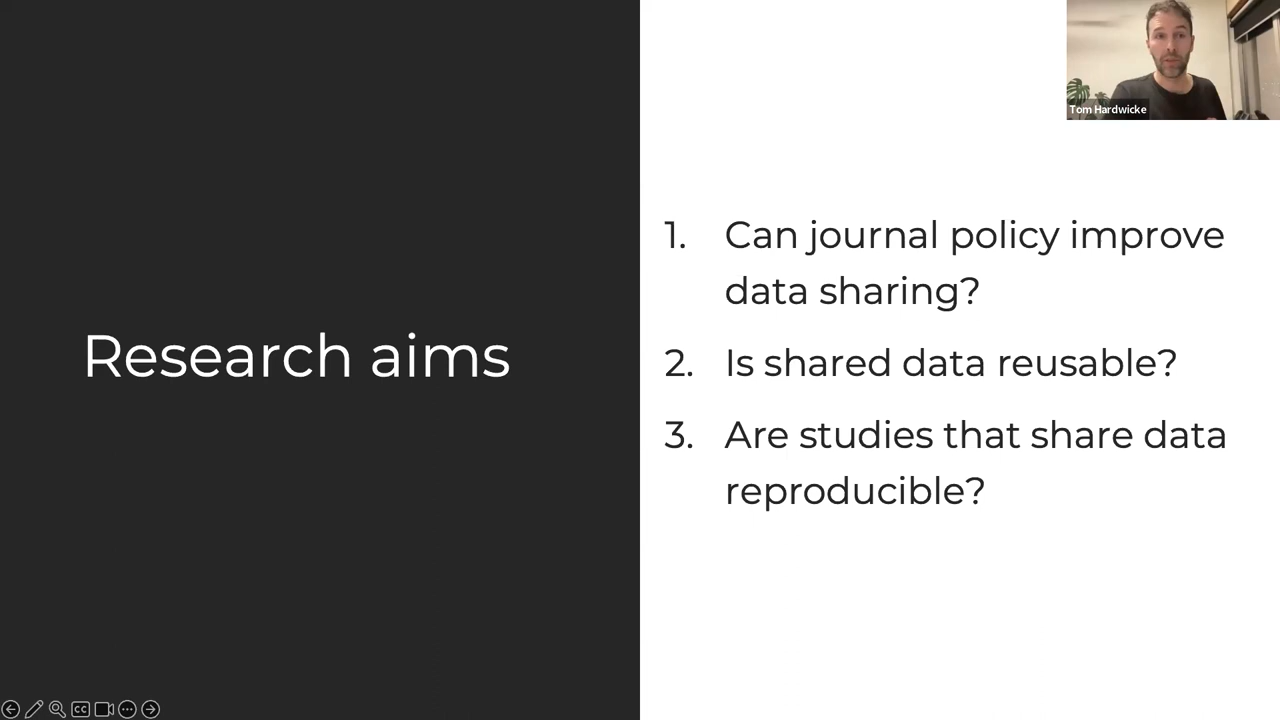 Tom Hardwicke
Research aims
1. Can journal policy improve
data sharing?
2. Is shared data reusable?
3. Are studies that share data
reproducible?
CC